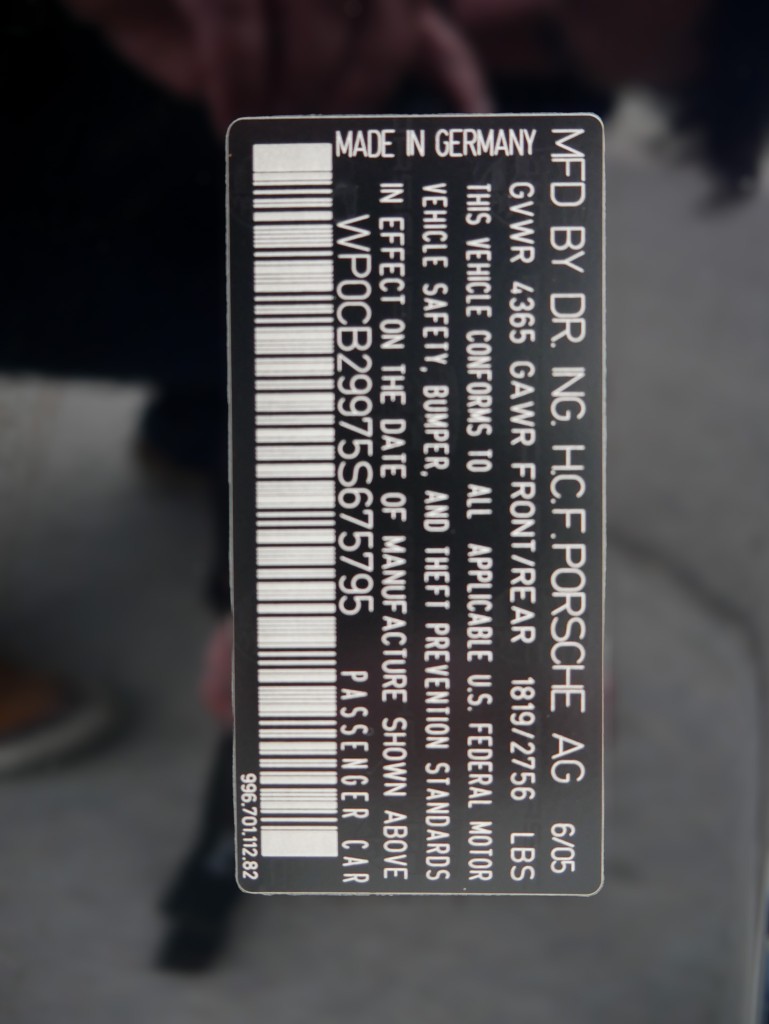 MFD BY DR. ING. H.C.F. PORSCHE AG 6/05
GVWR 4365 GAWR FRONT/REAR 1819/2756 LBS
THIS VEHICLE CONFORMS TO ALL APPLICABLE U.S. FEDERAL MOTOR
VEHICLE SAFETY, BUMPER, AND THEFT PREVENTION STANDARDS
IN EFFECT ON THE DATE OF MANUFACTURE SHOWN ABOVE
MADE IN GERMANY WP0CB29975S675795 PASSENGER CAR
996.701.112.82